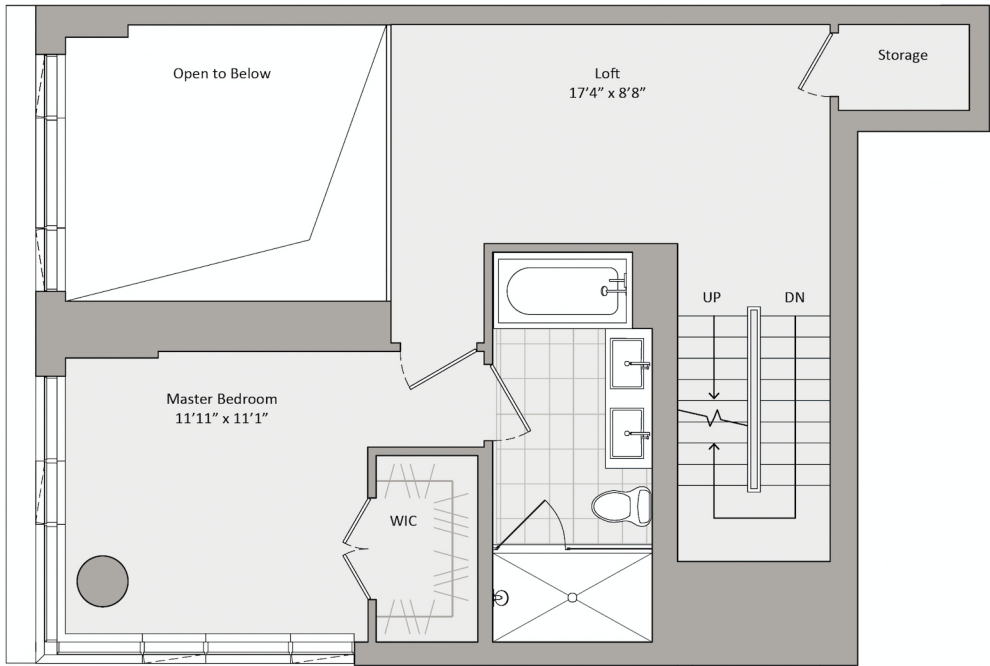 Open to Below
Loft
17'4" x 8'8"
Storage
UP
DN
Master Bedroom
11'11" x 11'1"
WIC